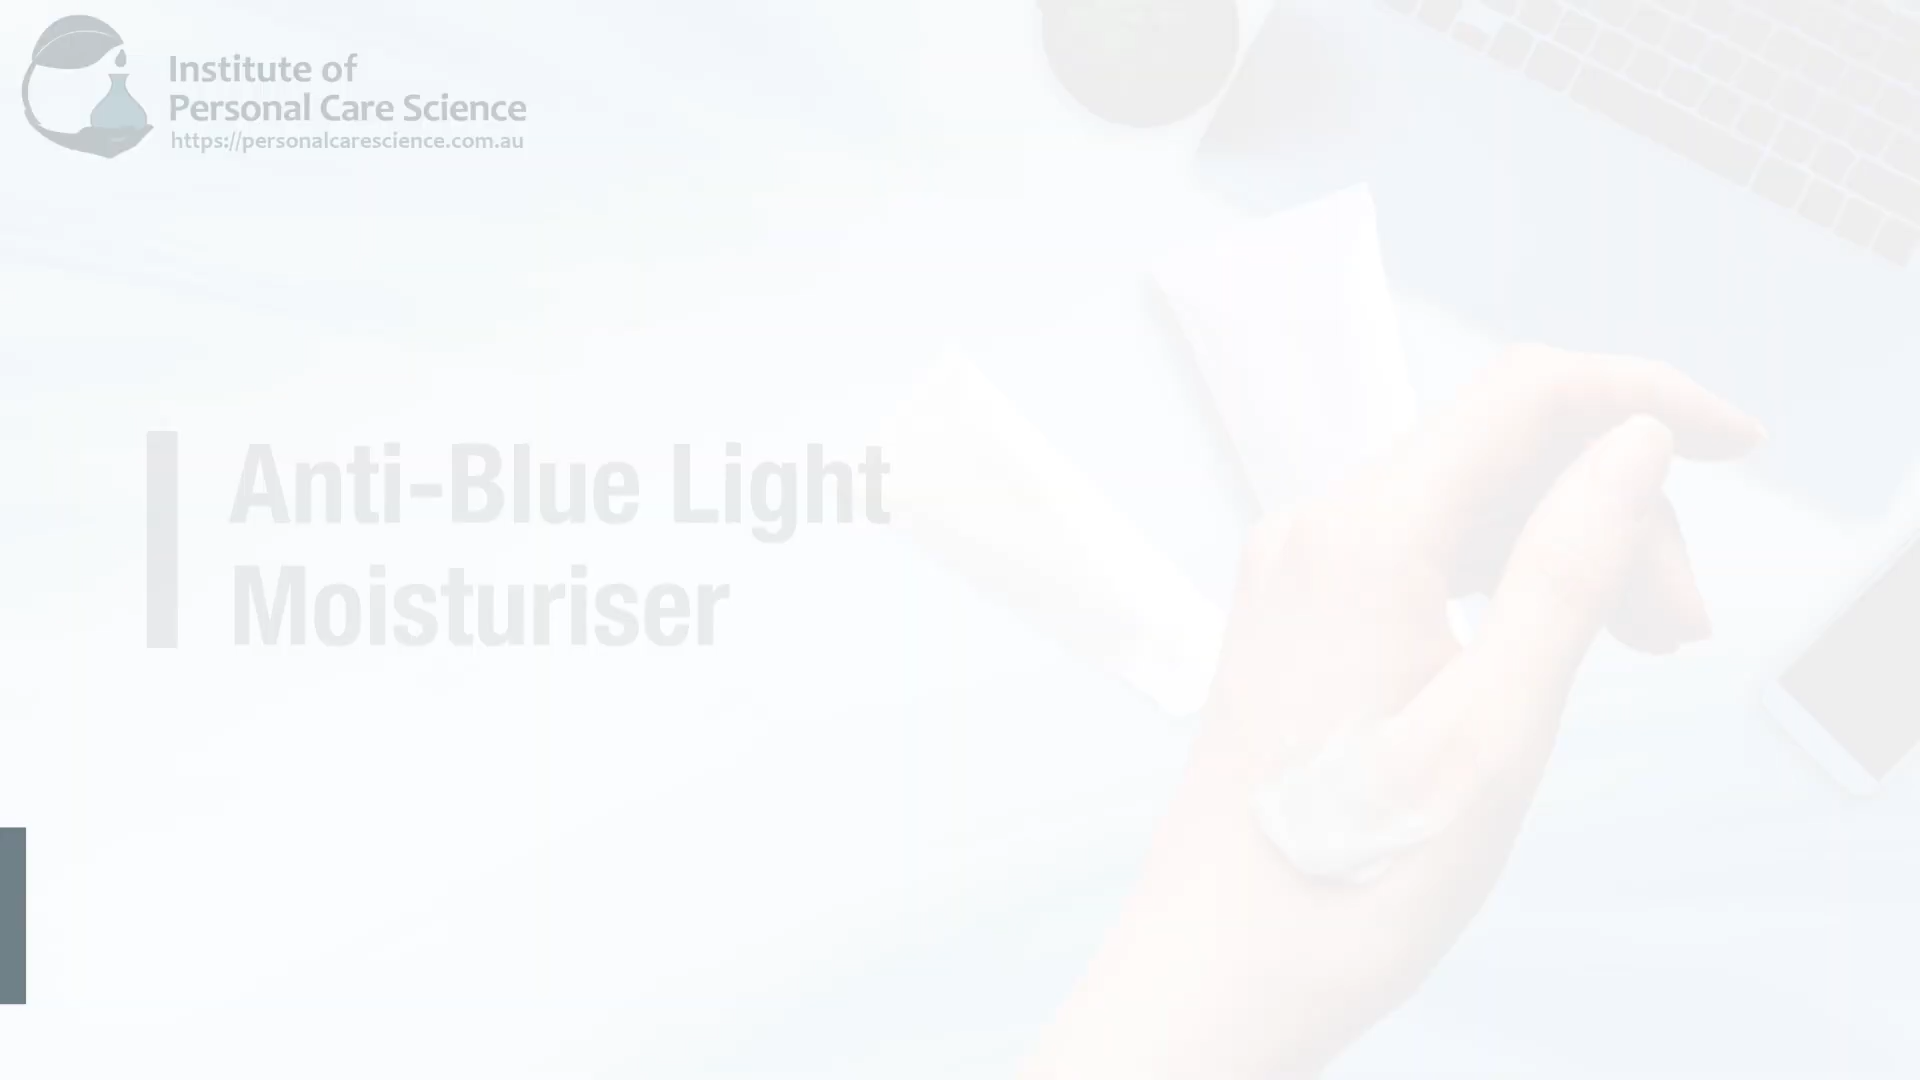 Institute of
Personal Care Science
https://personalcarescience.com.au
Anti-Blue Light
Moisturiser